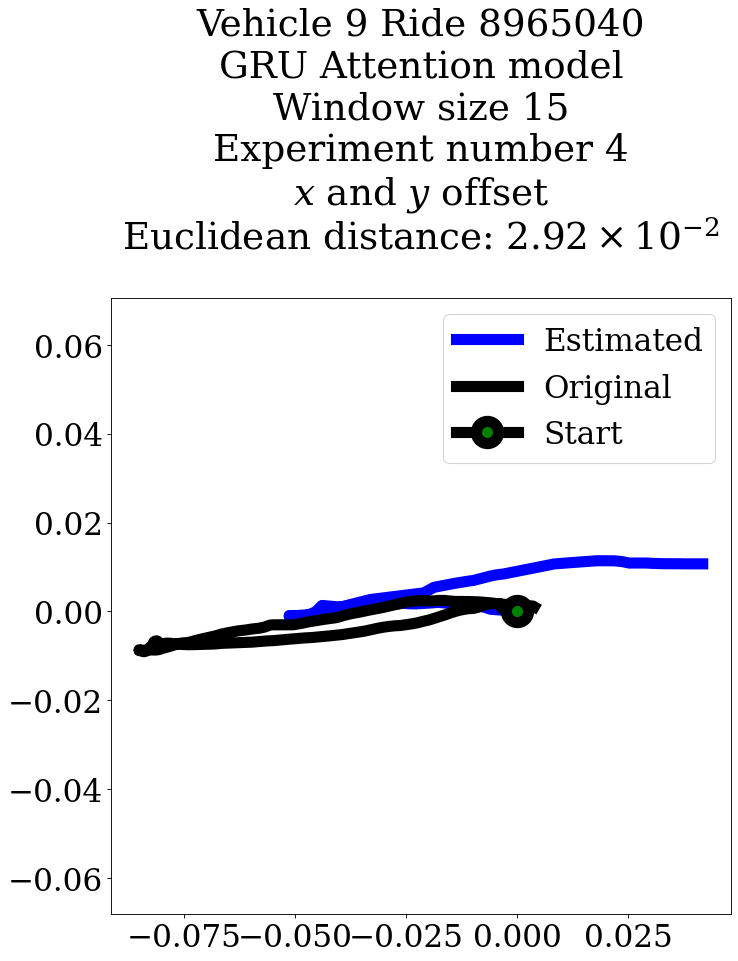 Vehicle 9 Ride 8965040
GRU Attention model
Window size 15
Experiment number 4
x and y offset
Euclidean distance: 2.92 × 10⁻²
Estimated
Original
Start
0.06
0.04
0.02
0.00
−0.02
−0.04
−0.06
−0.075 −0.050 −0.025 0.000 0.025